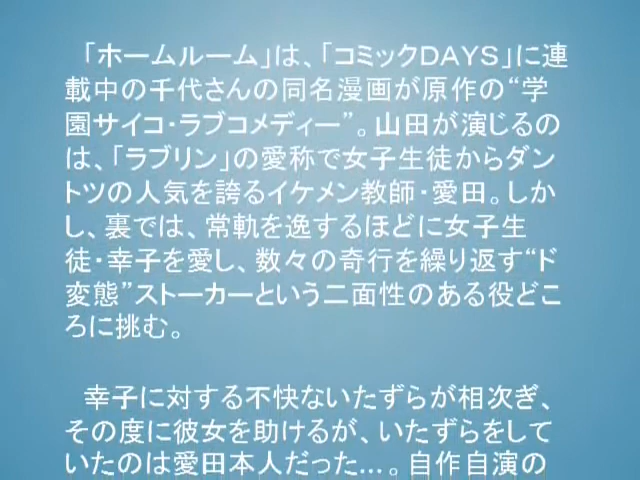 「ホームルーム」は、「コミックDAYS」に連
載中の千代さんの同名漫画が原作の“学
園サイコ・ラブコメディー”。山田が演じるの
は、「ラブリン」の愛称で女子生徒からダン
トツの人気を誇るイケメン教師・愛田。しか
し、裏では、常軌を逸するほどに女子生
徒・幸子を愛し、数々の奇行を繰り返す“ド
変態”ストーカーという二面性のある役どこ
ろに挑む。
幸子に対する不快ないたずらが相次ぎ、
その度に彼女を助けるが、いたずらをして
いたのは愛田本人だった…。自作自演の